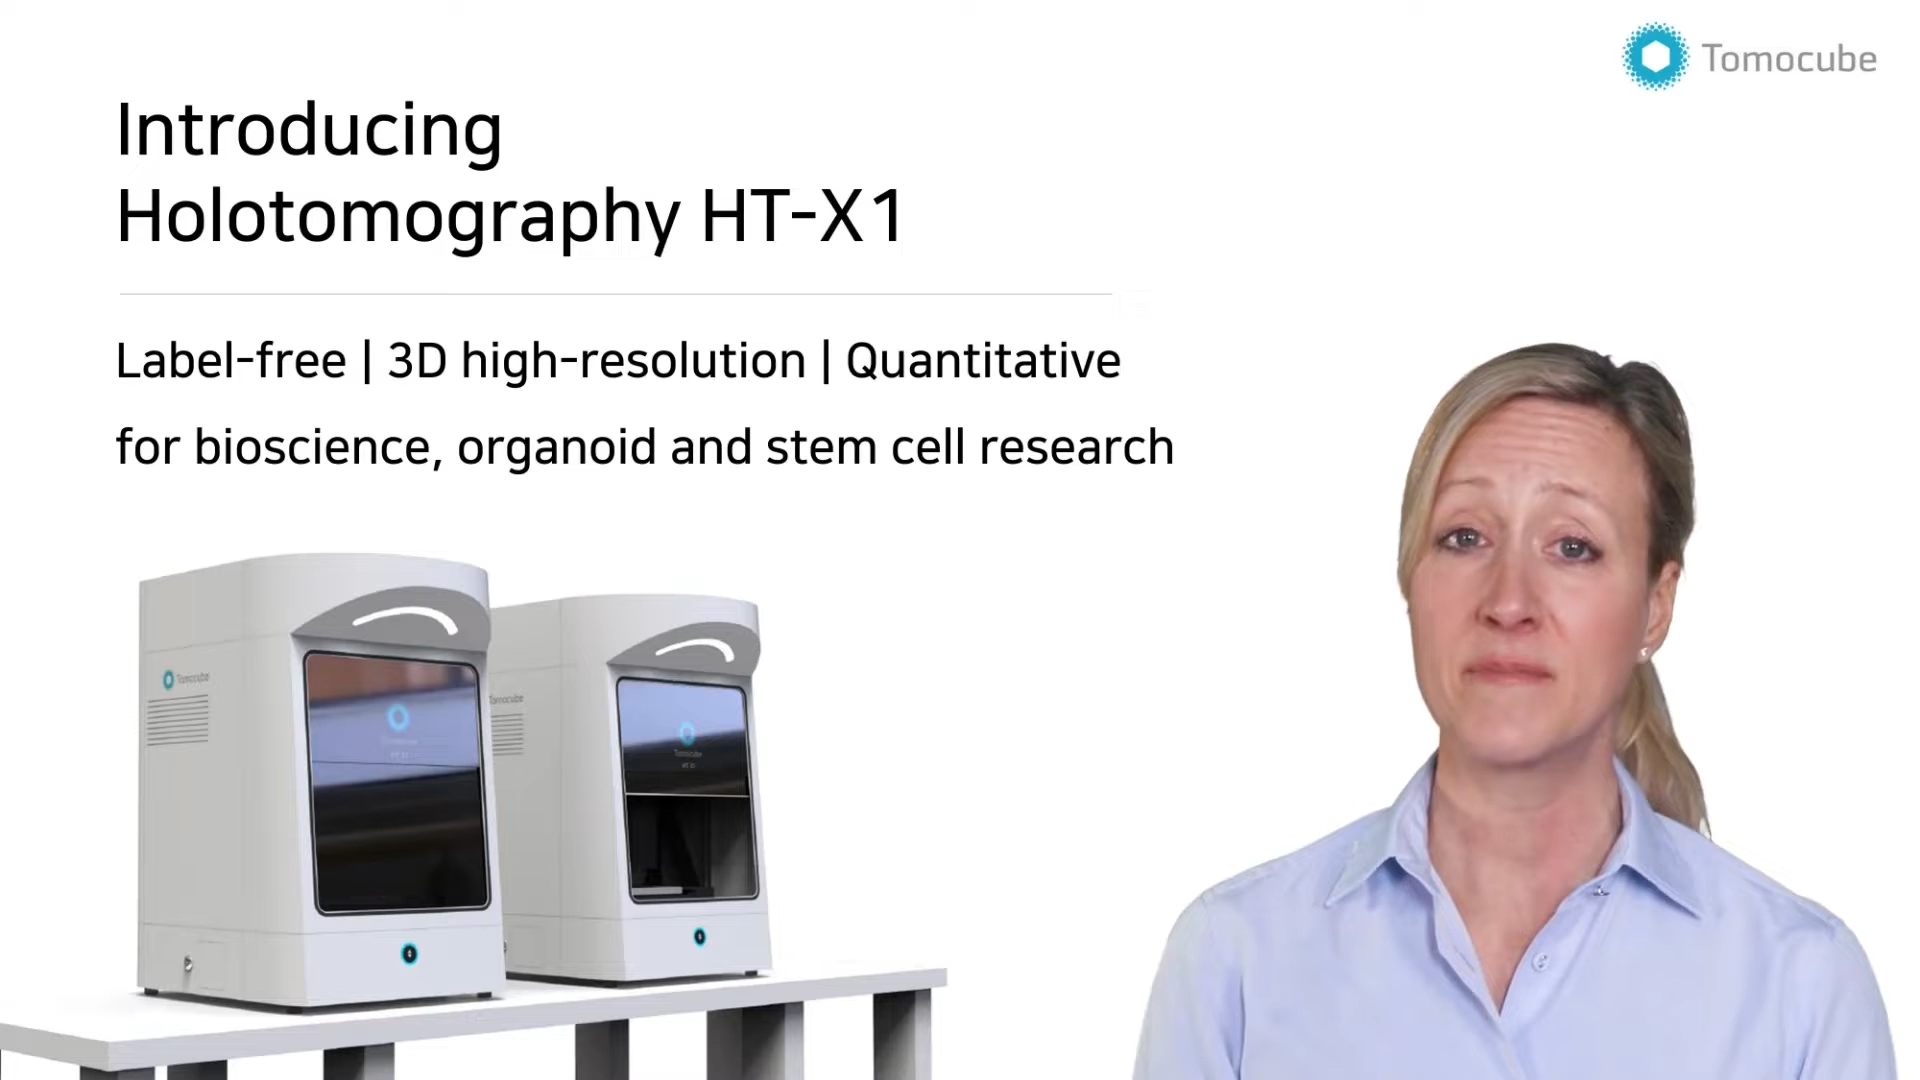 Tomocube
Introducing
Holotomography HT-X1
Label-free | 3D high-resolution | Quantitative
for bioscience, organoid and stem cell research
Tomocube
Tomocube
Tomocube